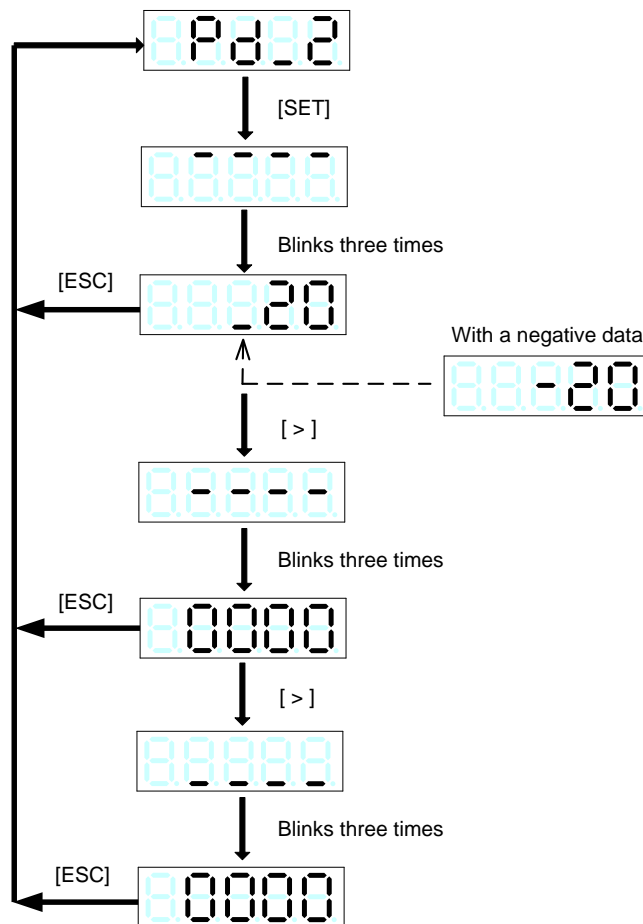 Pd_2
[SET]
- - - -
Blinks three times
[ESC]
_20
With a negative data
-20
[ > ]
- - - -
Blinks three times
[ESC]
0000
[ > ]
_ _ _ _
Blinks three times
[ESC]
0000